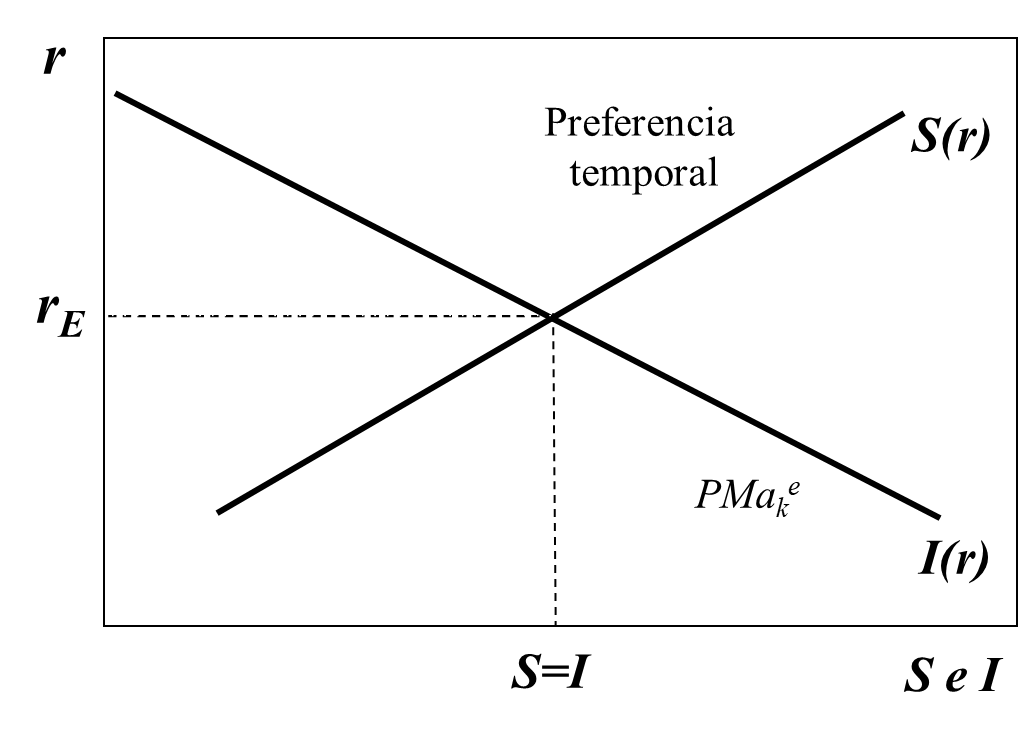 r
Preferencia
temporal
S(r)
r_E
PMa_k^e
I(r)
S=I
S e I